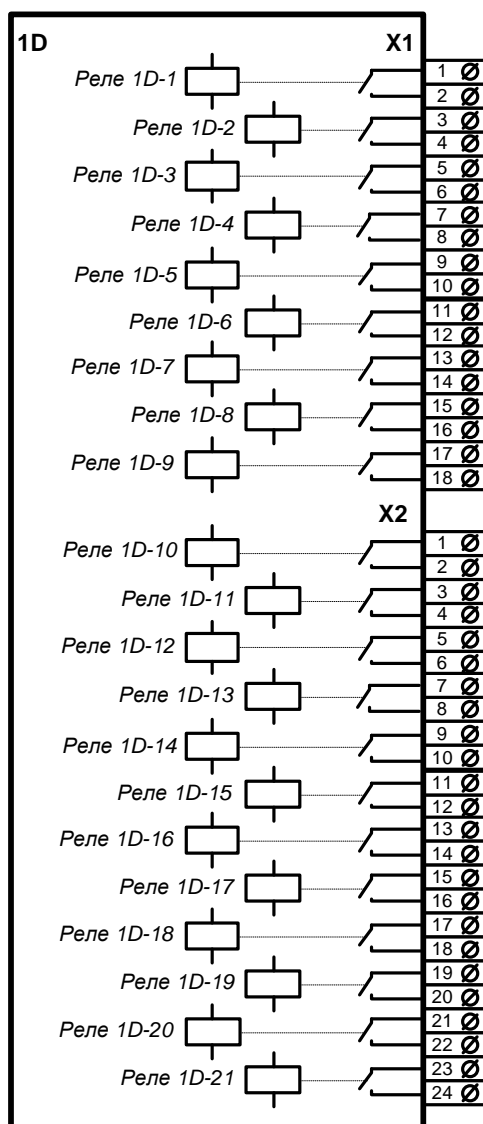 1D X1
Реле 1D-1 1
2
Реле 1D-2 3
4
Реле 1D-3 5
6
Реле 1D-4 7
8
Реле 1D-5 9
10
Реле 1D-6 11
12
Реле 1D-7 13
14
Реле 1D-8 15
16
Реле 1D-9 17
18
X2
Реле 1D-10 1
2
Реле 1D-11 3
4
Реле 1D-12 5
6
Реле 1D-13 7
8
Реле 1D-14 9
10
Реле 1D-15 11
12
Реле 1D-16 13
14
Реле 1D-17 15
16
Реле 1D-18 17
18
Реле 1D-19 19
20
Реле 1D-20 21
22
Реле 1D-21 23
24